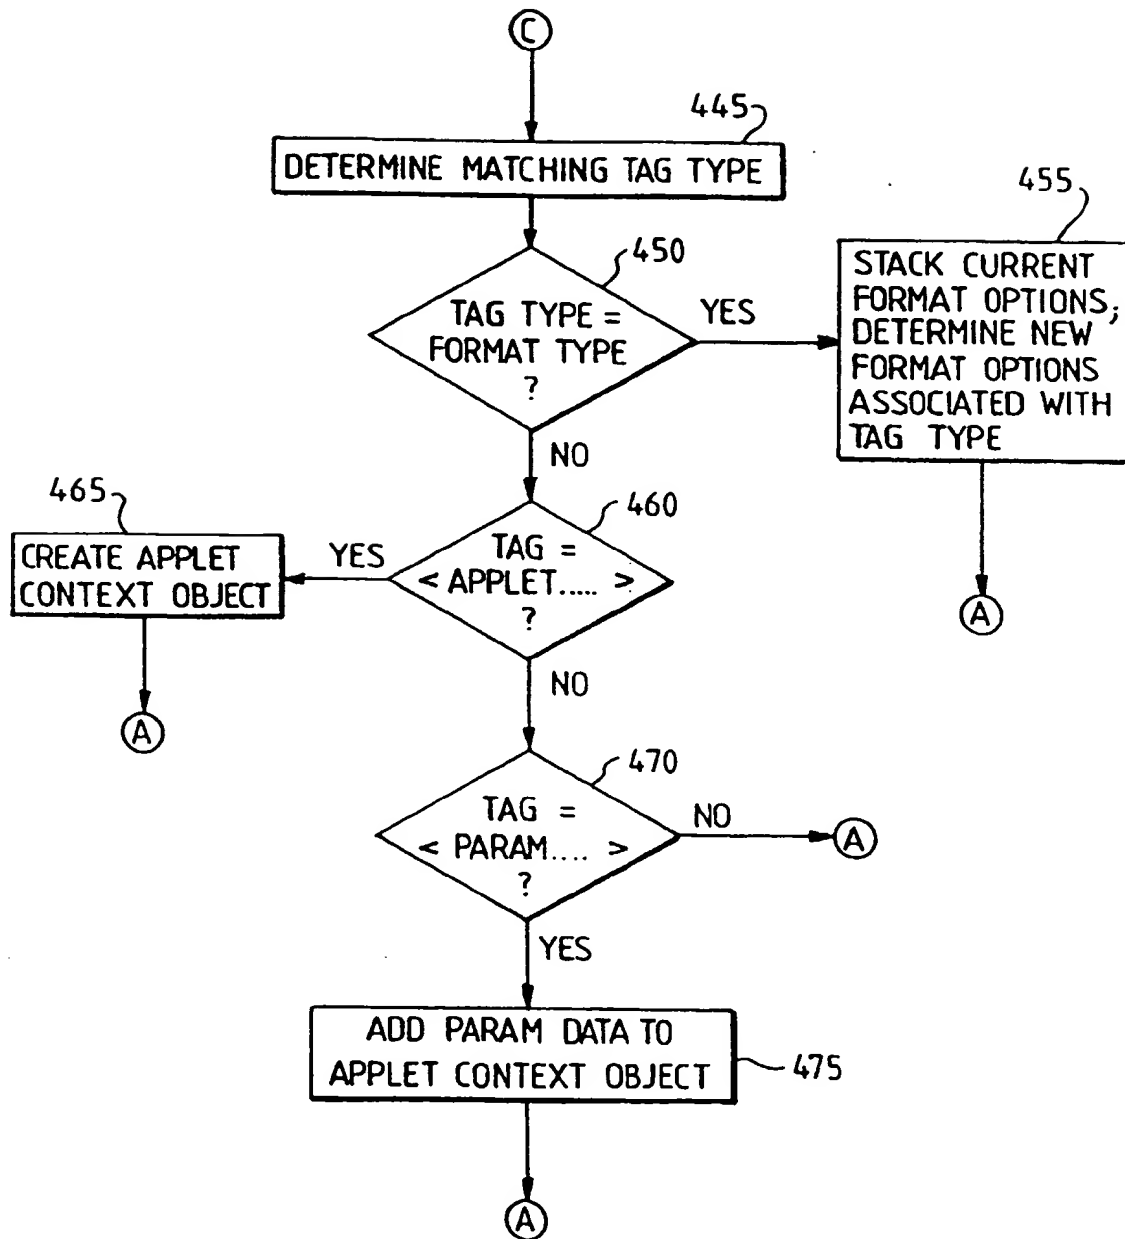 C
445
DETERMINE MATCHING TAG TYPE
450
TAG TYPE =
FORMAT TYPE
?
YES
455
STACK CURRENT
FORMAT OPTIONS;
DETERMINE NEW
FORMAT OPTIONS
ASSOCIATED WITH
TAG TYPE
A
NO
460
TAG =
< APPLET..... >
?
YES
465
CREATE APPLET
CONTEXT OBJECT
A
NO
470
TAG =
< PARAM.... >
?
NO
A
YES
ADD PARAM DATA TO
APPLET CONTEXT OBJECT
475
A